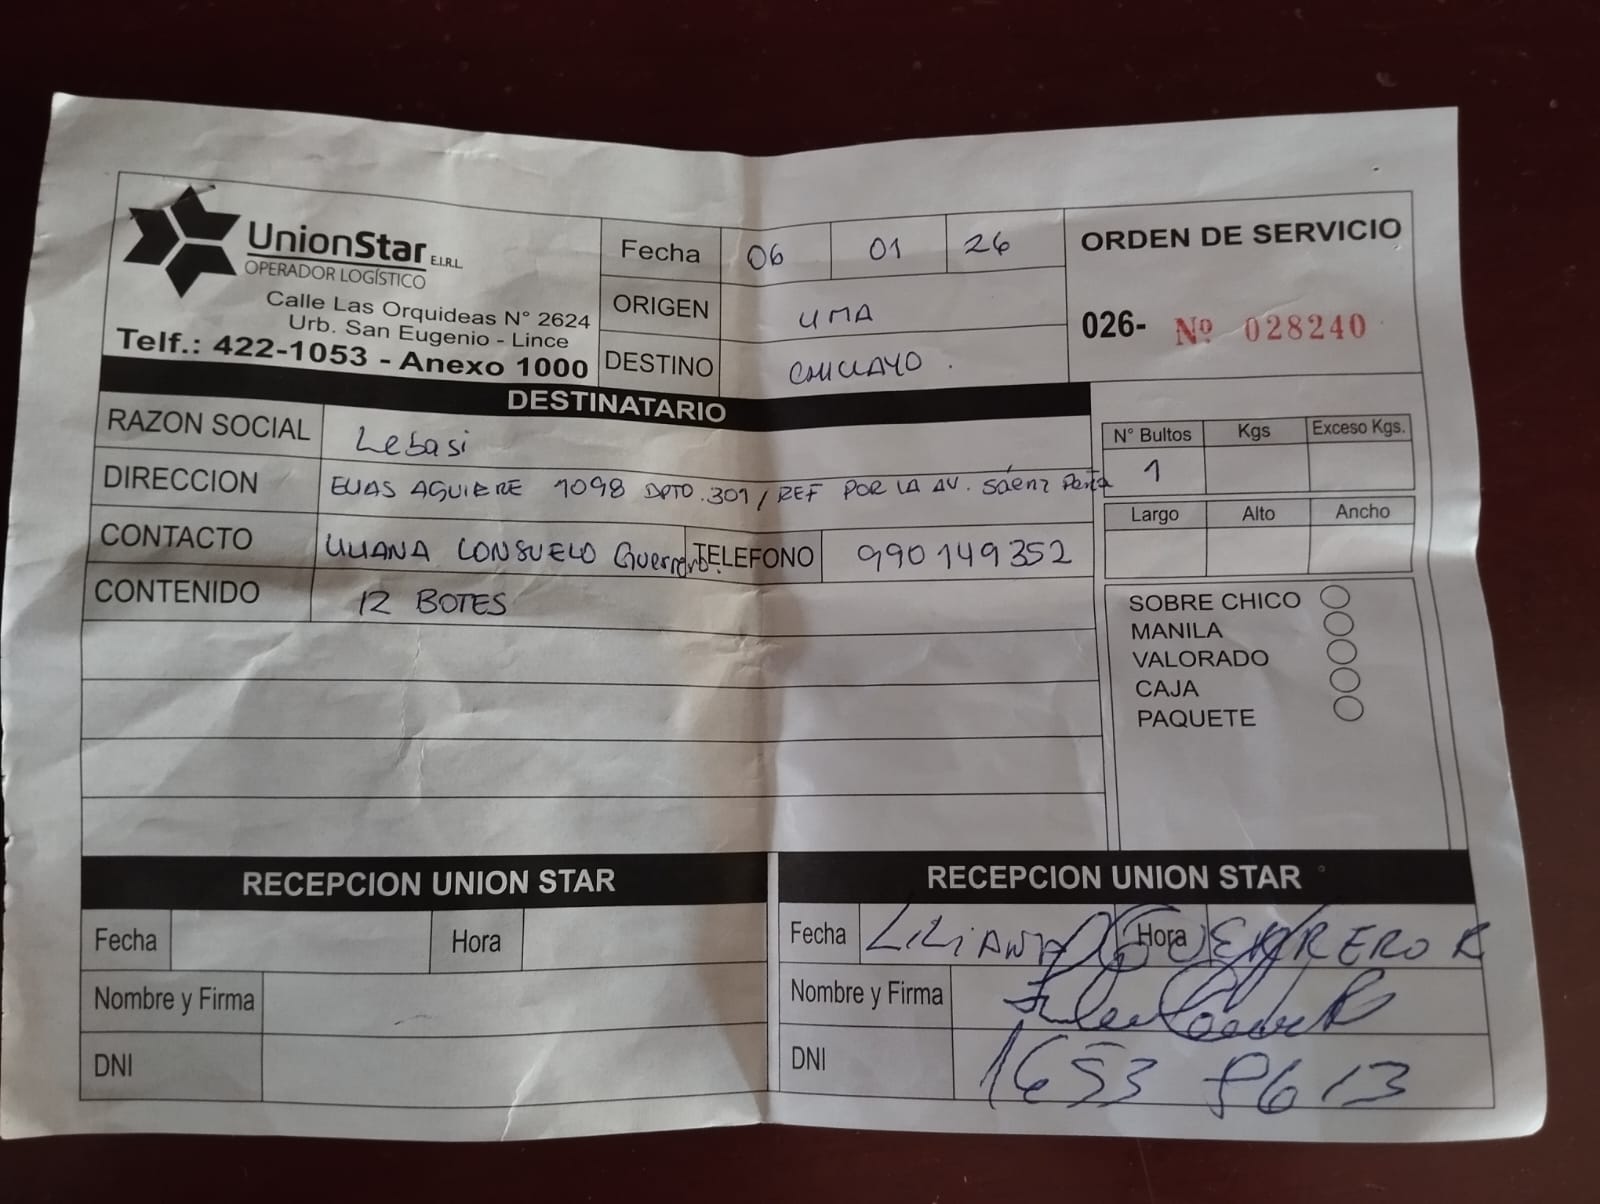 UnionStar E.I.R.L.
OPERADOR LOGÍSTICO
Calle Las Orquideas N° 2624
Urb. San Eugenio - Lince
Telf.: 422-1053 - Anexo 1000
Fecha 06 01 26
ORIGEN LIMA
DESTINO CHICLAYO.
ORDEN DE SERVICIO
026- Nº 028240
DESTINATARIO
RAZON SOCIAL Lebasi
DIRECCION ELIAS AGUIRRE 1098 DPTO.301/ REF POR LA AV. Sáenz Peña
CONTACTO LILIANA CONSUELO Guerrero TELEFONO 990149352
CONTENIDO 12 BOTES
N° Bultos Kgs Exceso Kgs.
1
Largo Alto Ancho
SOBRE CHICO
MANILA
VALORADO
CAJA
PAQUETE
RECEPCION UNION STAR
Fecha Hora
Nombre y Firma
DNI
RECEPCION UNION STAR
Fecha LILIANA Hora GUERRERO R
Nombre y Firma
DNI 1653 8613